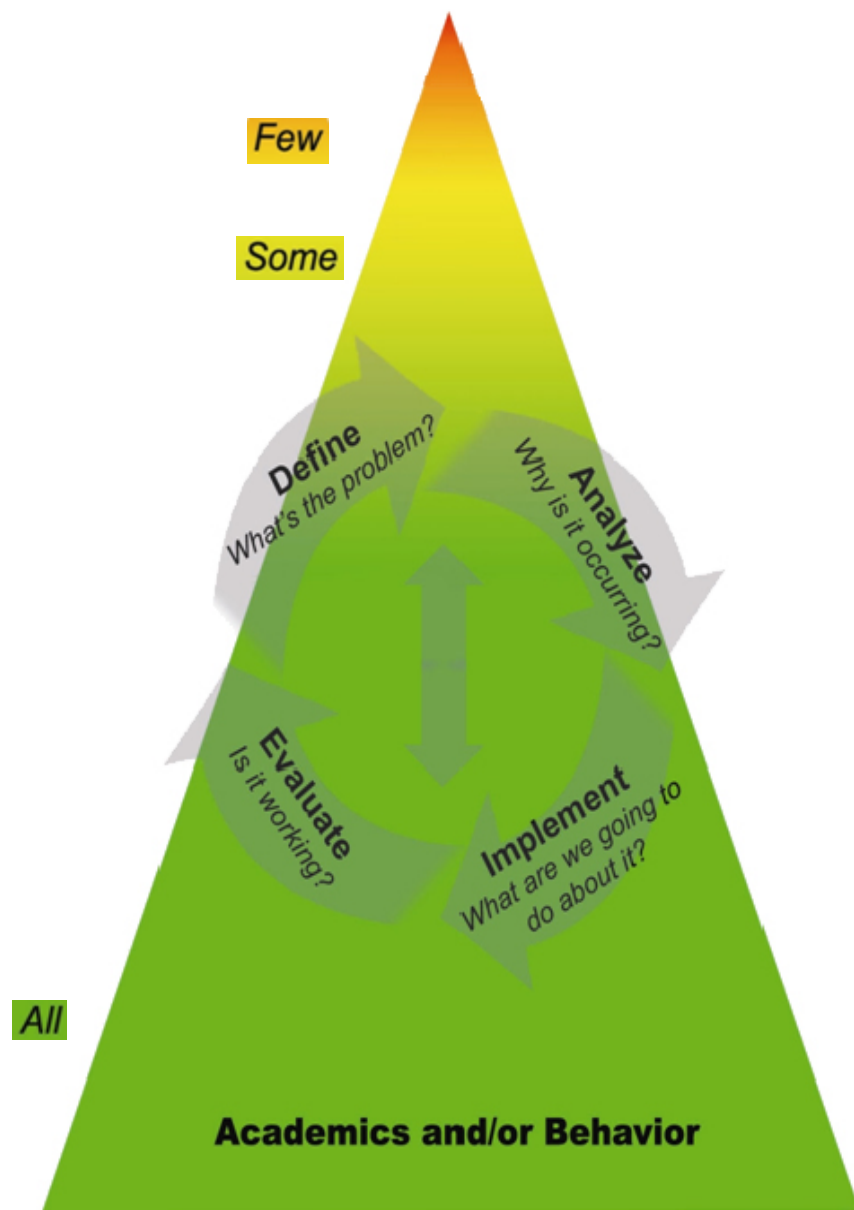 Few
Some
Define
What's the problem?
Analyze
Why is it occurring?
Implement
What are we going to
do about it?
Evaluate
Is it working?
All
Academics and/or Behavior